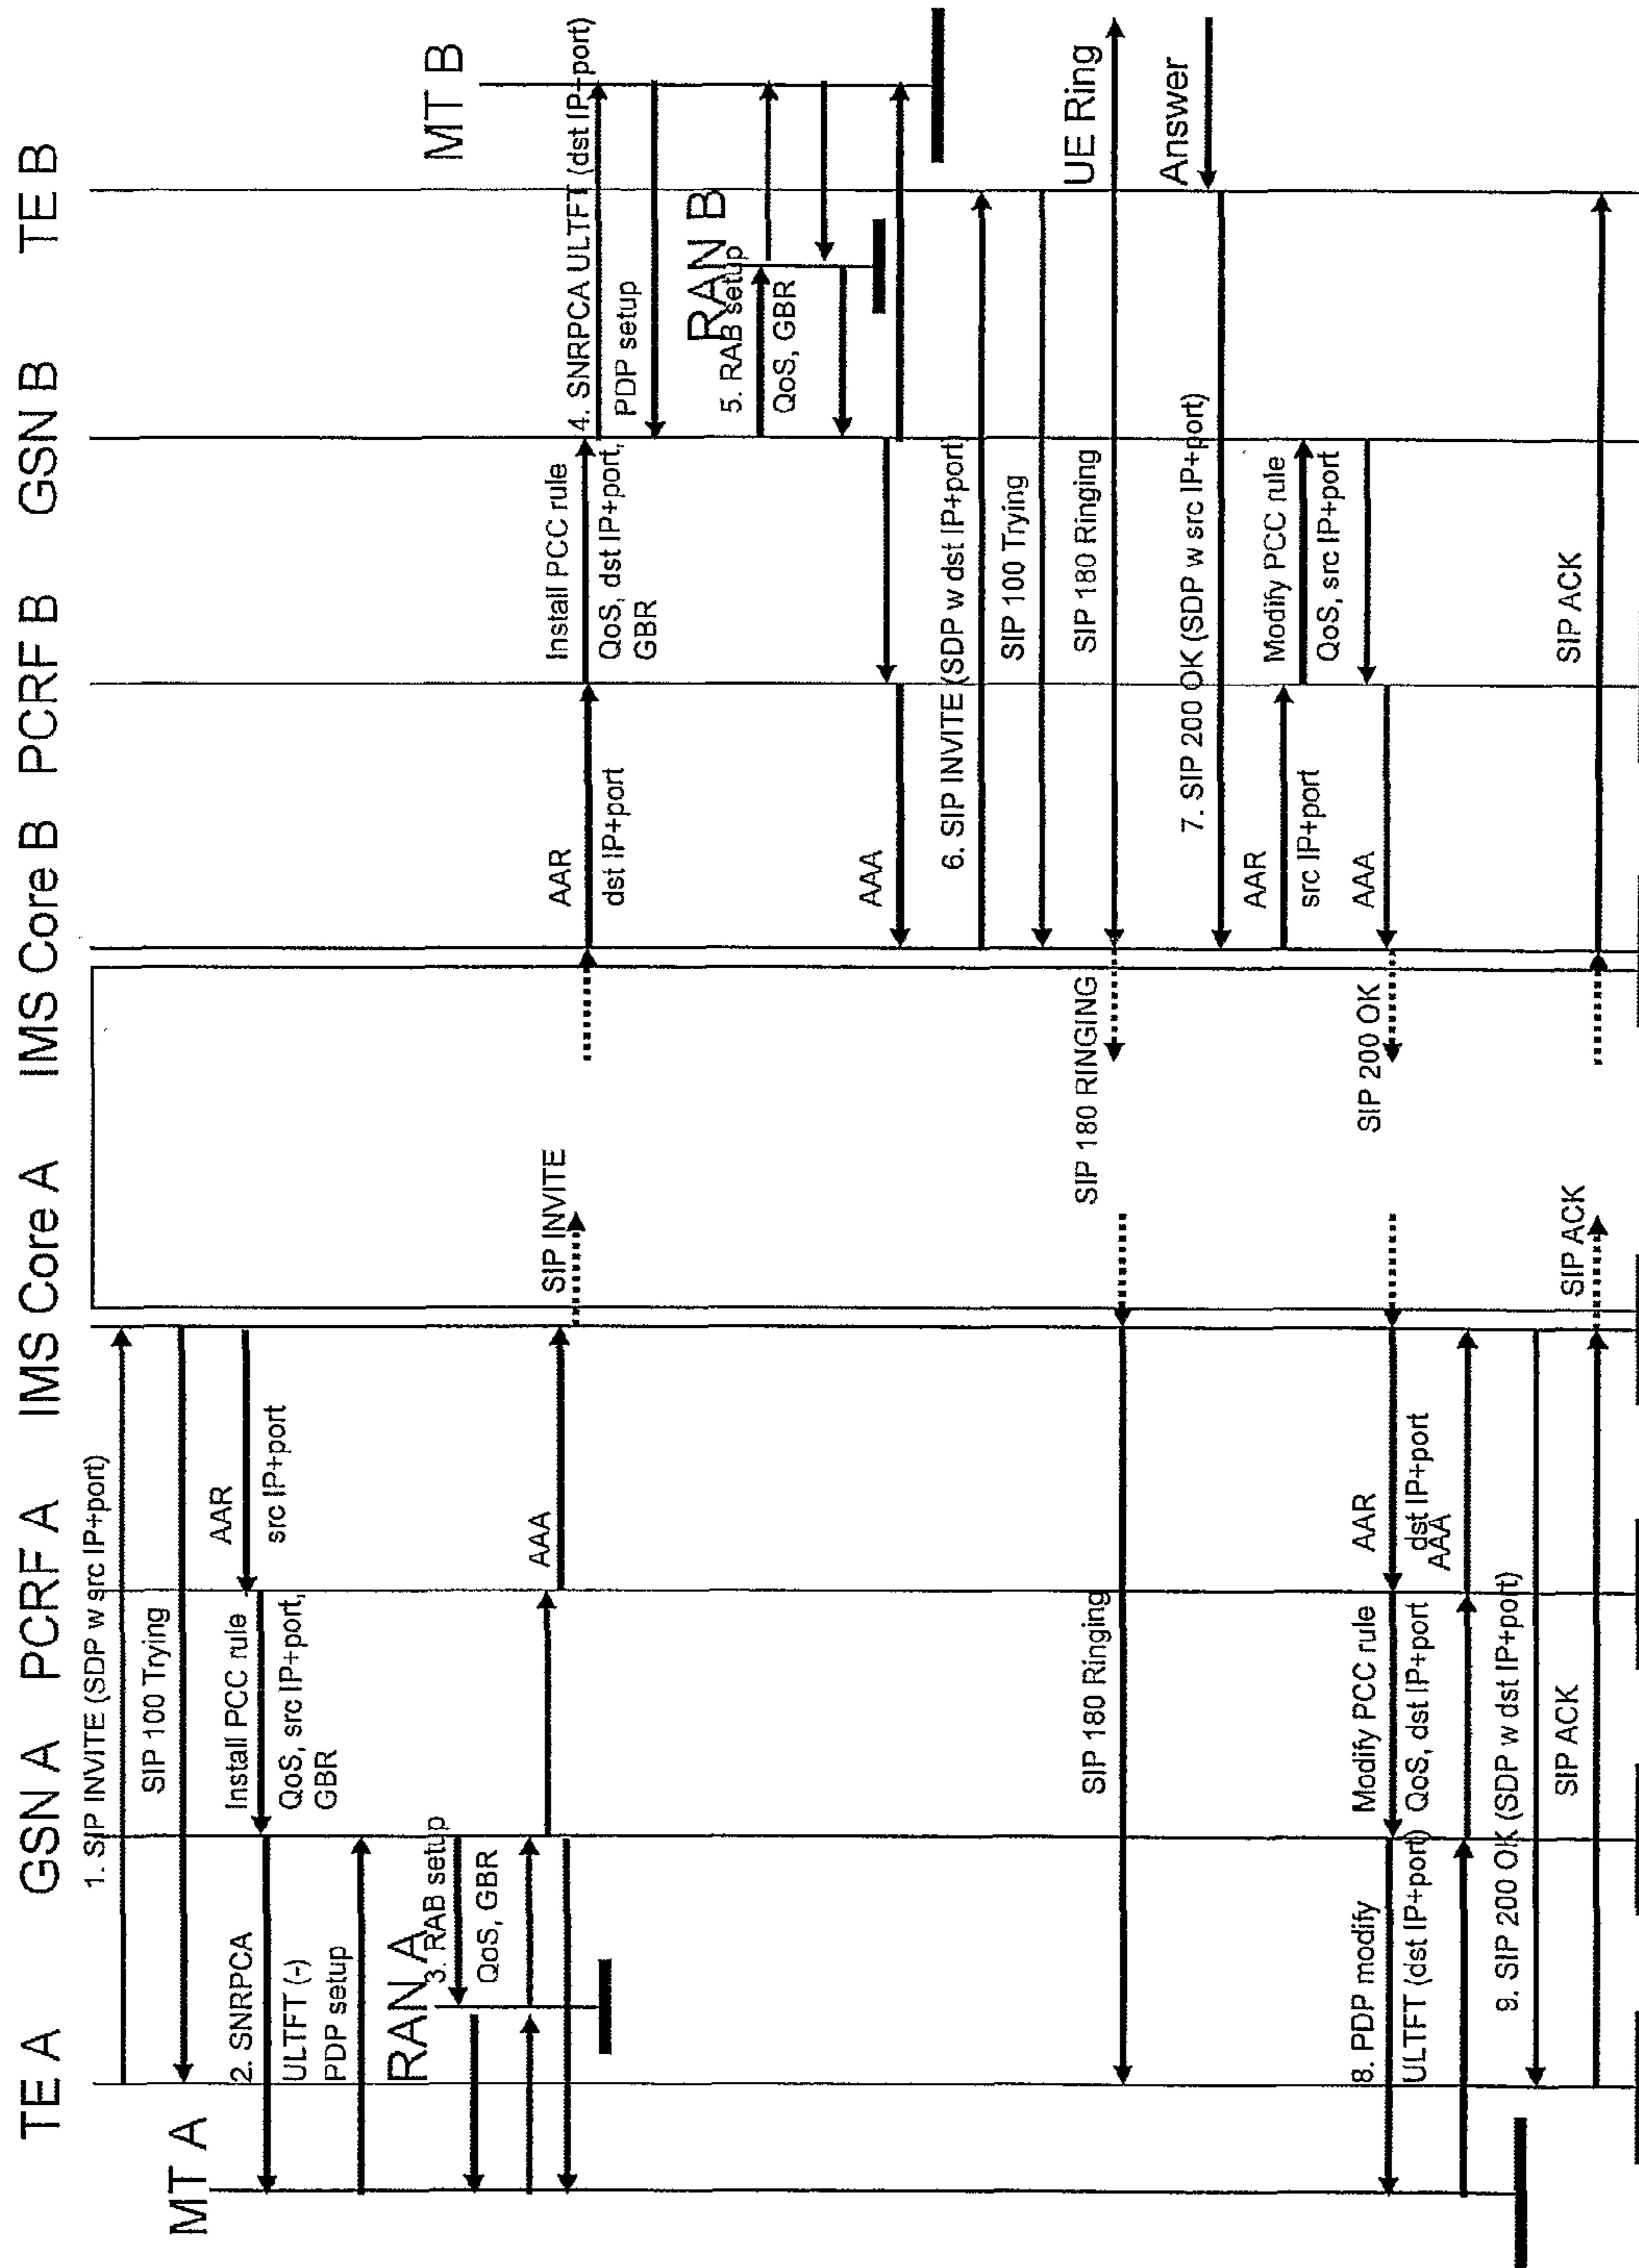 TE A
GSN A
PCRF A
IMS Core A
IMS Core B
PCRF B
GSN B
TE B
MT A
1. SIP INVITE (SDP w src IP+port)
SIP 100 Trying
AAR
src IP+port
Install PCC rule
QoS, src IP+port,
GBR
2. SNRPCA
ULTFT (-)
PDP setup
RAN A
3. RAB setup
QoS, GBR
AAA
SIP INVITE
MT B
AAR
dst IP+port
Install PCC rule
QoS, dst IP+port,
GBR
4. SNRPCA ULTFT (dst IP+port)
PDP setup
RAN B
5. RAB setup
QoS, GBR
AAA
6. SIP INVITE (SDP w dst IP+port)
SIP 100 Trying
SIP 180 Ringing
UE Ring
SIP 180 RINGING
SIP 180 Ringing
Answer
7. SIP 200 OK (SDP w src IP+port)
AAR
src IP+port
Modify PCC rule
QoS, src IP+port
AAA
SIP 200 OK
AAR
dst IP+port
AAA
Modify PCC rule
QoS, dst IP+port
8. PDP modify
ULTFT (dst IP+port)
9. SIP 200 OK (SDP w dst IP+port)
SIP ACK
SIP ACK
SIP ACK